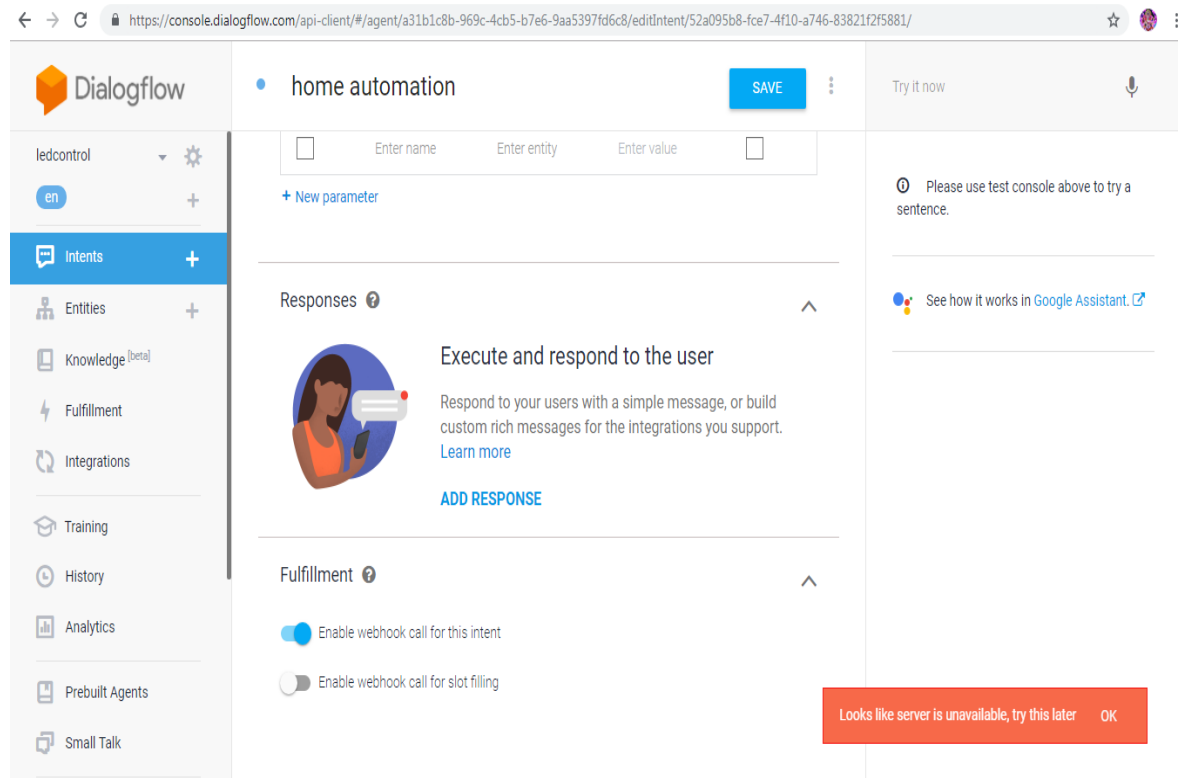 https://console.dialogflow.com/api-client/#/agent/a31b1c8b-969c-4cb5-b7e6-9aa5397fd6c8/editIntent/52a095b8-fce7-4f10-a746-83821f2f5881/
Dialogflow
home automation
SAVE
Try it now
ledcontrol
en
Intents
Entities
Knowledge [beta]
Fulfillment
Integrations
Training
History
Analytics
Prebuilt Agents
Small Talk
Enter name Enter entity Enter value
+ New parameter
Responses
Execute and respond to the user
Respond to your users with a simple message, or build
custom rich messages for the integrations you support.
Learn more
ADD RESPONSE
Fulfillment
Enable webhook call for this intent
Enable webhook call for slot filling
Please use test console above to try a
sentence.
See how it works in Google Assistant.
Looks like server is unavailable, try this later OK